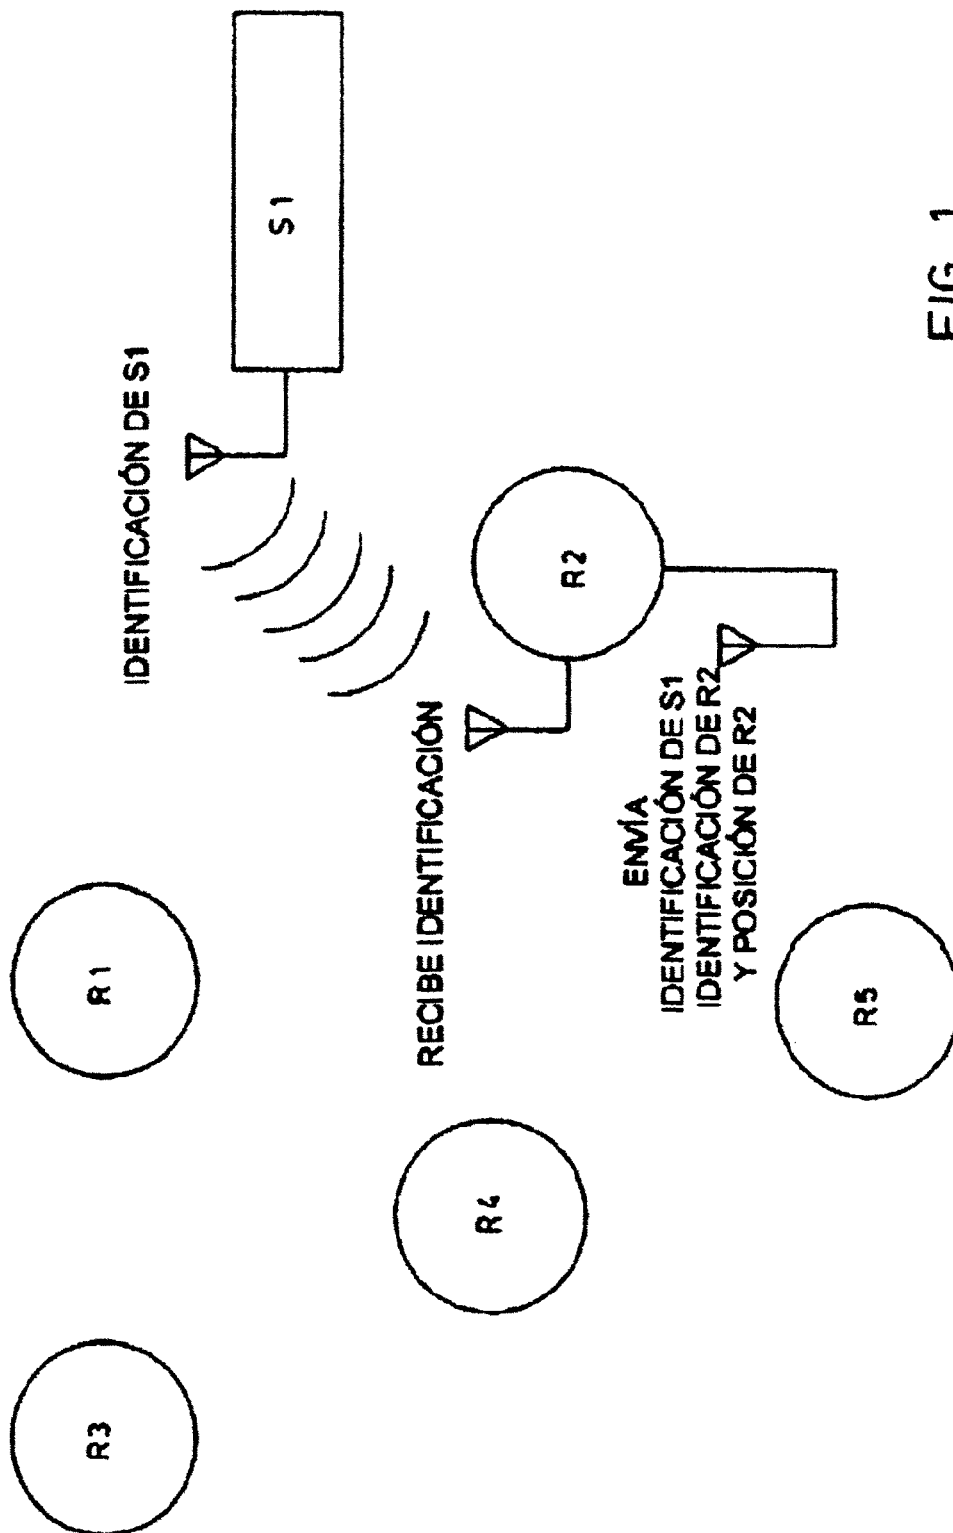 R3
R1
IDENTIFICACIÓN DE S1
S1
RECIBE IDENTIFICACIÓN
R4
R2
ENVÍA
IDENTIFICACIÓN DE S1
IDENTIFICACIÓN DE R2
Y POSICIÓN DE R2
R5
FIG 1